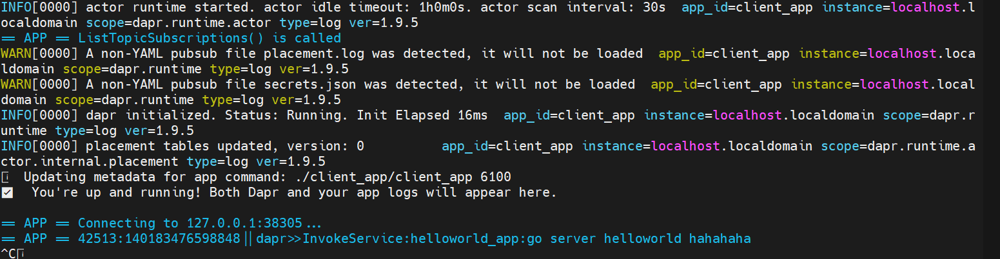 INFO[0000] actor runtime started. actor idle timeout: 1h0m0s. actor scan interval: 30s  app_id=client_app instance=localhost.l
ocaldomain scope=dapr.runtime.actor type=log ver=1.9.5
== APP == ListTopicSubscriptions() is called
WARN[0000] A non-YAML pubsub file placement.log was detected, it will not be loaded  app_id=client_app instance=localhost.loca
ldomain scope=dapr.runtime type=log ver=1.9.5
WARN[0000] A non-YAML pubsub file secrets.json was detected, it will not be loaded  app_id=client_app instance=localhost.local
domain scope=dapr.runtime type=log ver=1.9.5
INFO[0000] dapr initialized. Status: Running. Init Elapsed 16ms  app_id=client_app instance=localhost.localdomain scope=dapr.r
untime type=log ver=1.9.5
INFO[0000] placement tables updated, version: 0          app_id=client_app instance=localhost.localdomain scope=dapr.runtime.a
ctor.internal.placement type=log ver=1.9.5
ℹ  Updating metadata for app command: ./client_app/client_app 6100
✅  You're up and running! Both Dapr and your app logs will appear here.
== APP == Connecting to 127.0.0.1:38305...
== APP == 42513:140183476598848||dapr>>InvokeService:helloworld_app:go server helloworld hahahaha
^Cℹ